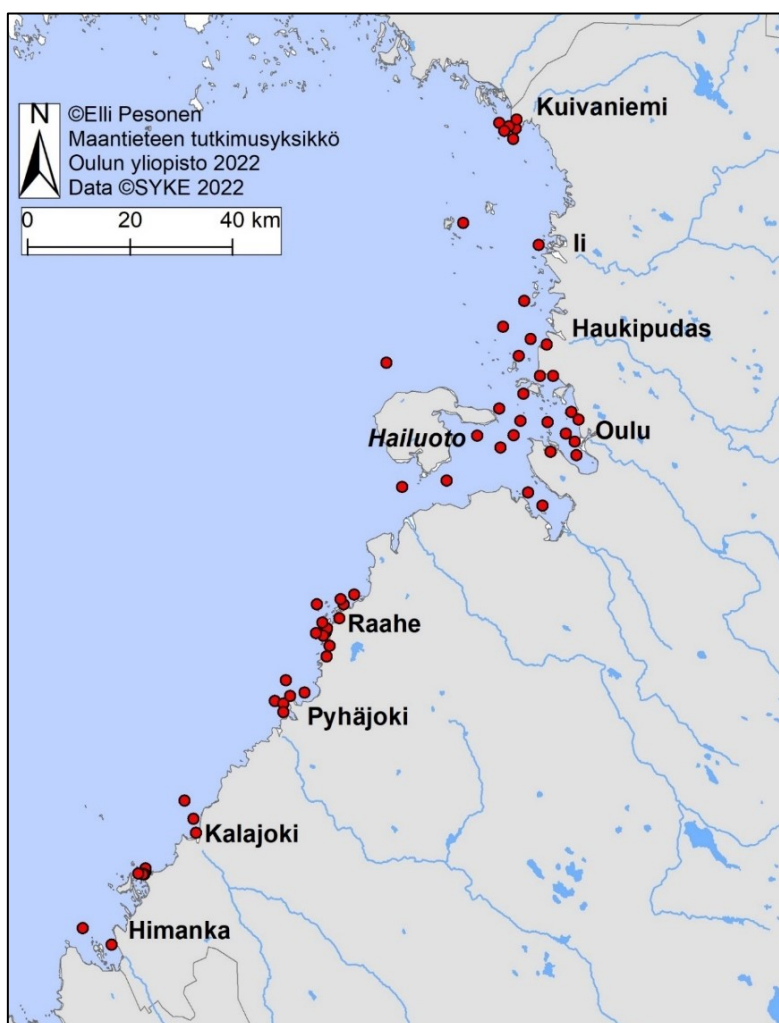 Kuivaniemi
N
©Elli Pesonen
Maantieteen tutkimusyksikkö
Oulun yliopisto 2022
Data ©SYKE 2022
0 20 40 km
Ii
Haukipudas
Hailuoto
Oulu
Raahe
Pyhäjoki
Kalajoki
Himanka